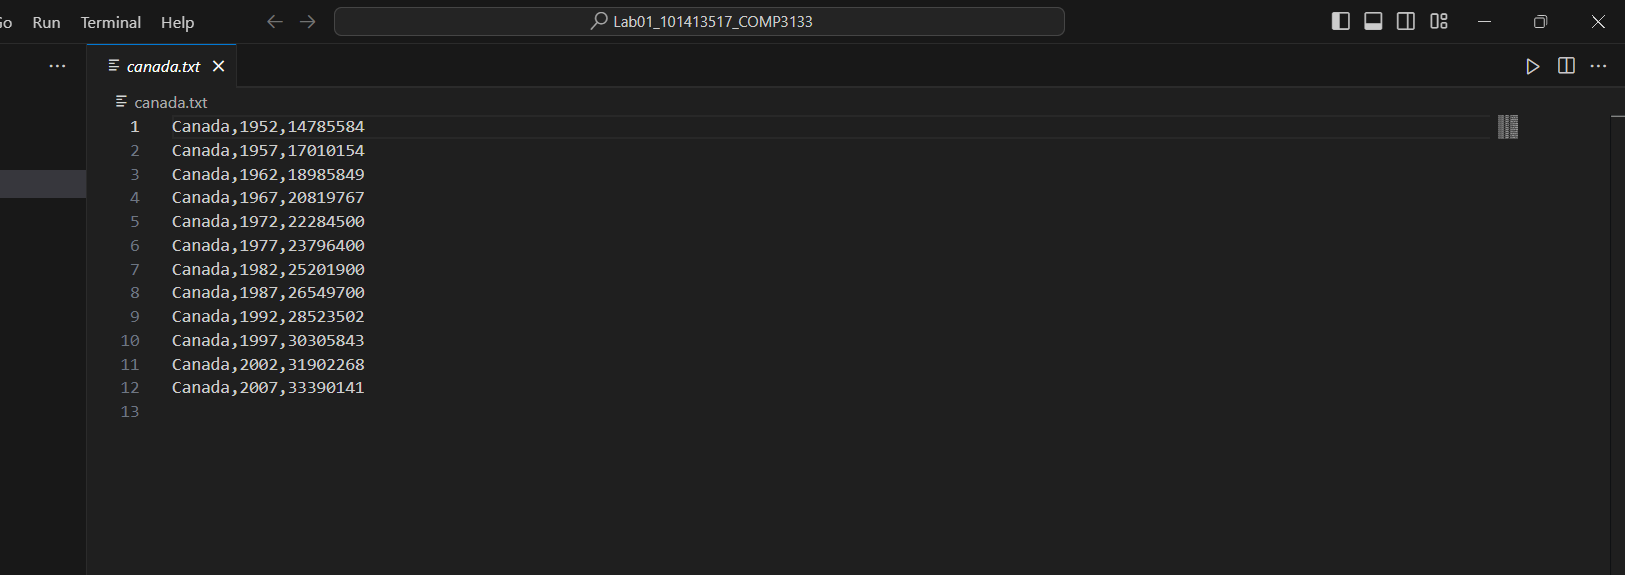 Go Run Terminal Help
Lab01_101413517_COMP3133
canada.txt
canada.txt
1 Canada,1952,14785584
2 Canada,1957,17010154
3 Canada,1962,18985849
4 Canada,1967,20819767
5 Canada,1972,22284500
6 Canada,1977,23796400
7 Canada,1982,25201900
8 Canada,1987,26549700
9 Canada,1992,28523502
10 Canada,1997,30305843
11 Canada,2002,31902268
12 Canada,2007,33390141
13